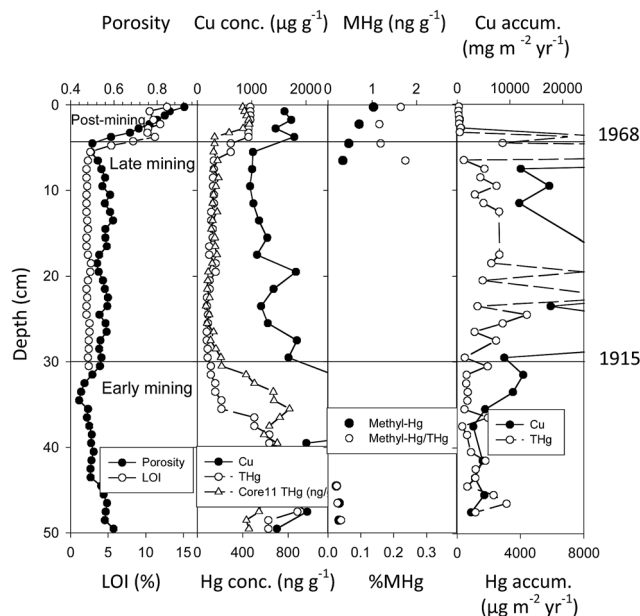 Porosity
Cu conc. (µg g⁻¹)
MHg (ng g⁻¹)
Cu accum.
(mg m⁻² yr⁻¹)
0.4 0.6 0.8 1.0
0 1000 20000
1 2
10000 20000
0
10
20
30
40
50
Depth (cm)
Post-mining
Late mining
Early mining
1968
1915
Porosity
LOI
Cu
THg
Core11 THg (ng/
Methyl-Hg
Methyl-Hg/THg
Cu
THg
0 5 10 15
400 800
0.0 0.1 0.2 0.3
0 4000 8000
LOI (%)
Hg conc. (ng g⁻¹)
%MHg
Hg accum.
(µg m⁻² yr⁻¹)